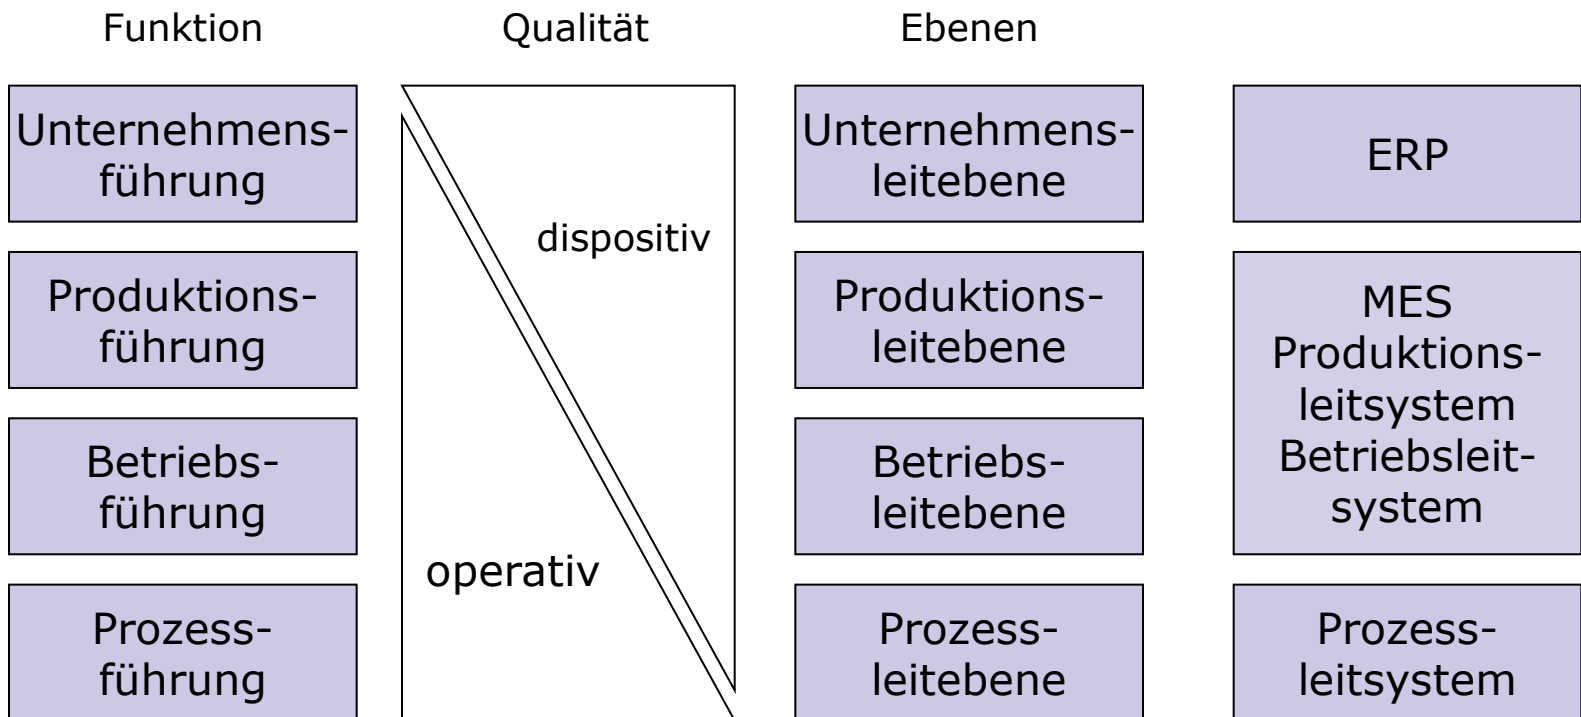 Funktion
Qualität
Ebenen
Unternehmens-
führung
Produktions-
führung
Betriebs-
führung
Prozess-
führung
dispositiv
operativ
Unternehmens-
leitebene
Produktions-
leitebene
Betriebs-
leitebene
Prozess-
leitebene
ERP
MES
Produktions-
leitsystem
Betriebsleit-
system
Prozess-
leitsystem